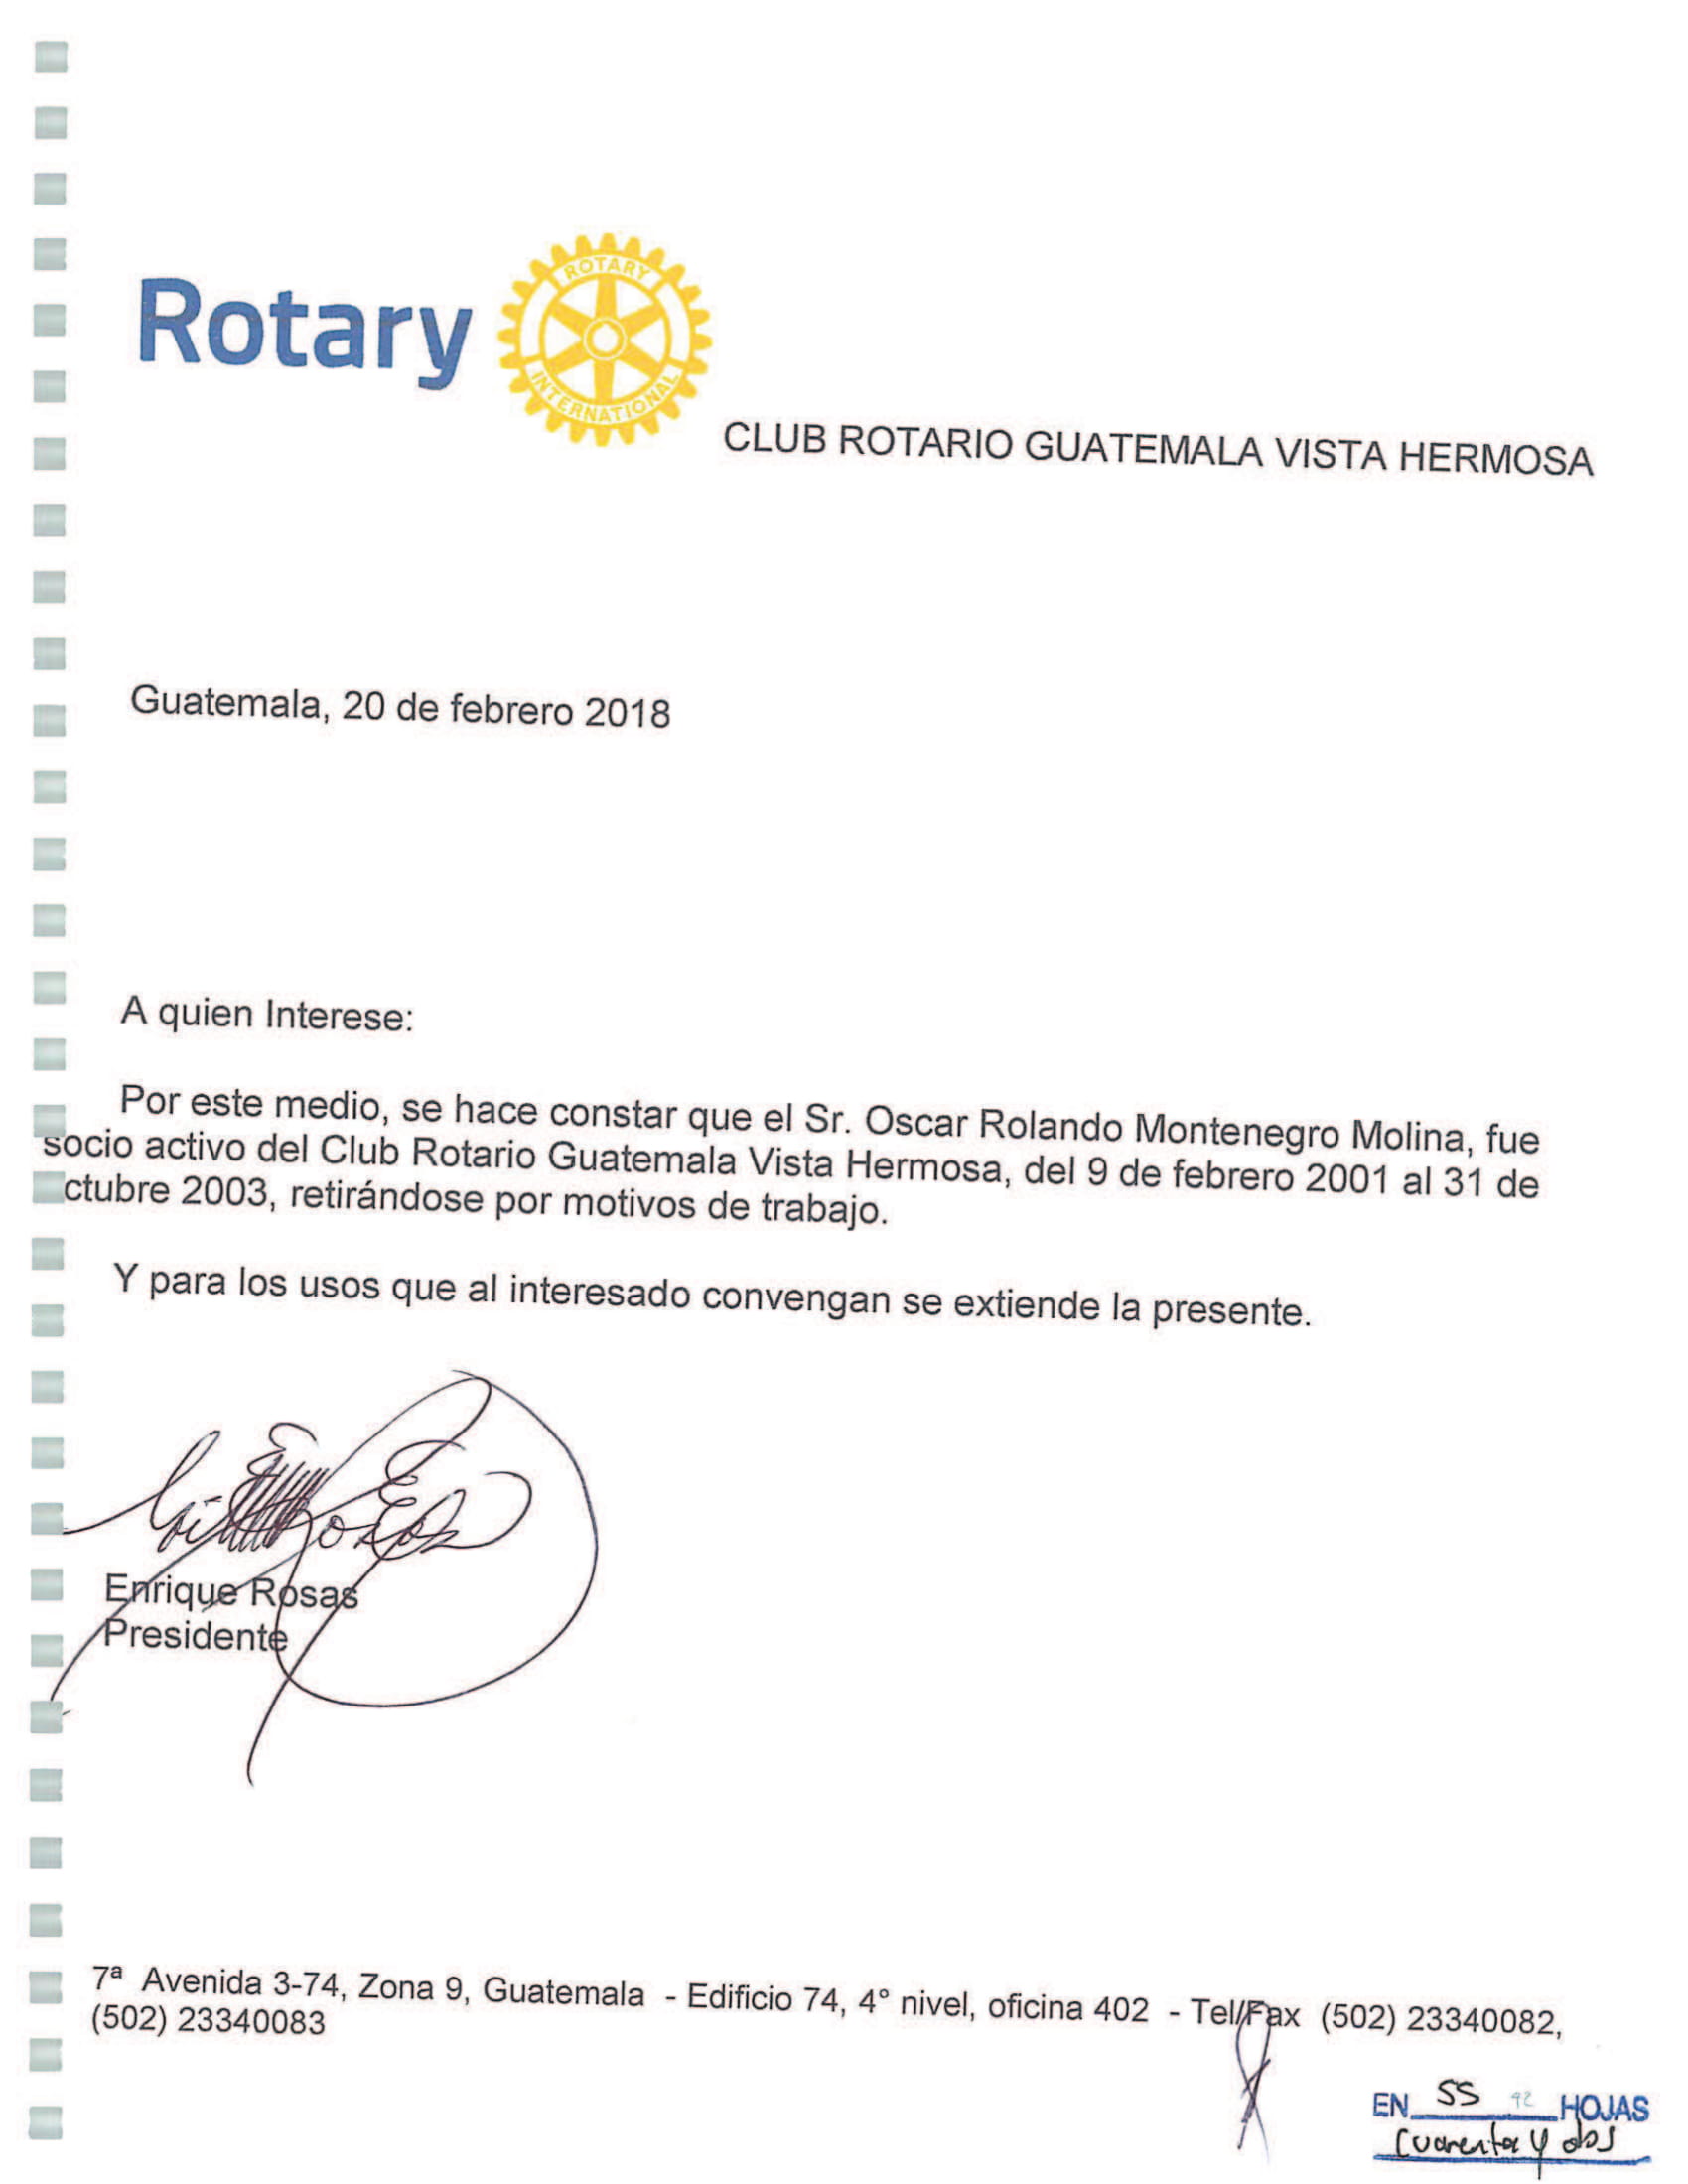 Rotary
ROTARY
INTERNATIONAL
CLUB ROTARIO GUATEMALA VISTA HERMOSA
Guatemala, 20 de febrero 2018
A quien Interese:
Por este medio, se hace constar que el Sr. Oscar Rolando Montenegro Molina, fue
socio activo del Club Rotario Guatemala Vista Hermosa, del 9 de febrero 2001 al 31 de
ctubre 2003, retirándose por motivos de trabajo.
Y para los usos que al interesado convengan se extiende la presente.
Enrique Rosas
Presidente
7ª Avenida 3-74, Zona 9, Guatemala - Edificio 74, 4° nivel, oficina 402 - Tel/Fax (502) 23340082,
(502) 23340083
EN 55 42 HOJAS
cuarenta y dos